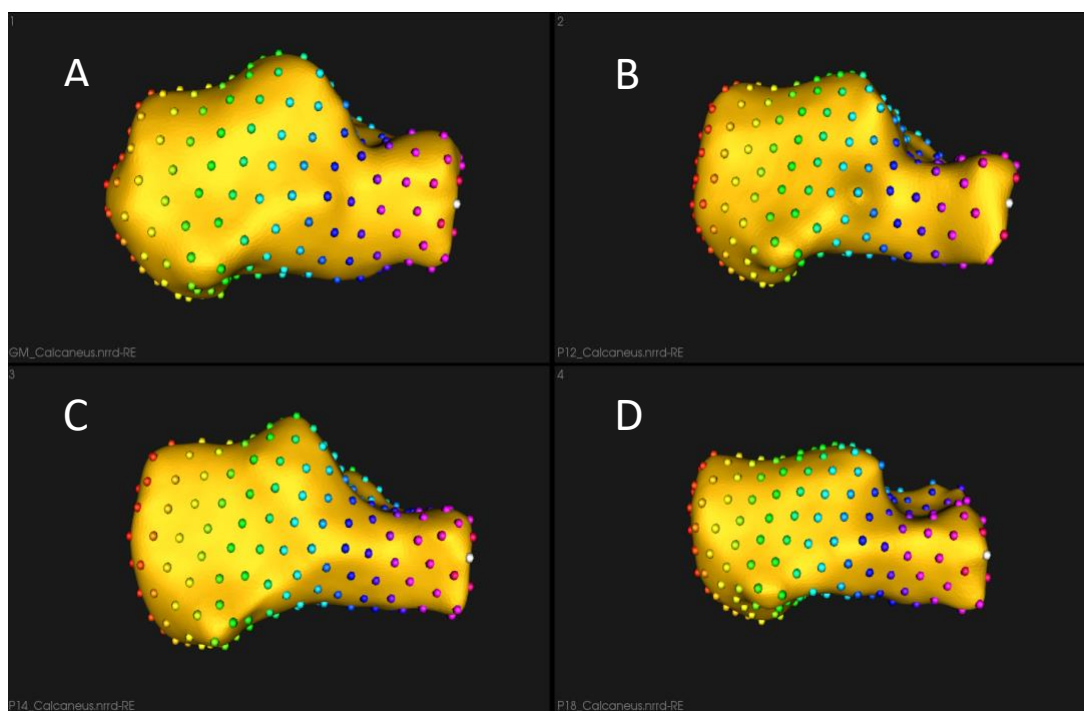 1
A
GM_Calcaneus.nrrd-RE
2
B
P12_Calcaneus.nrrd-RE
3
C
P14_Calcaneus.nrrd-RE
4
D
P18_Calcaneus.nrrd-RE